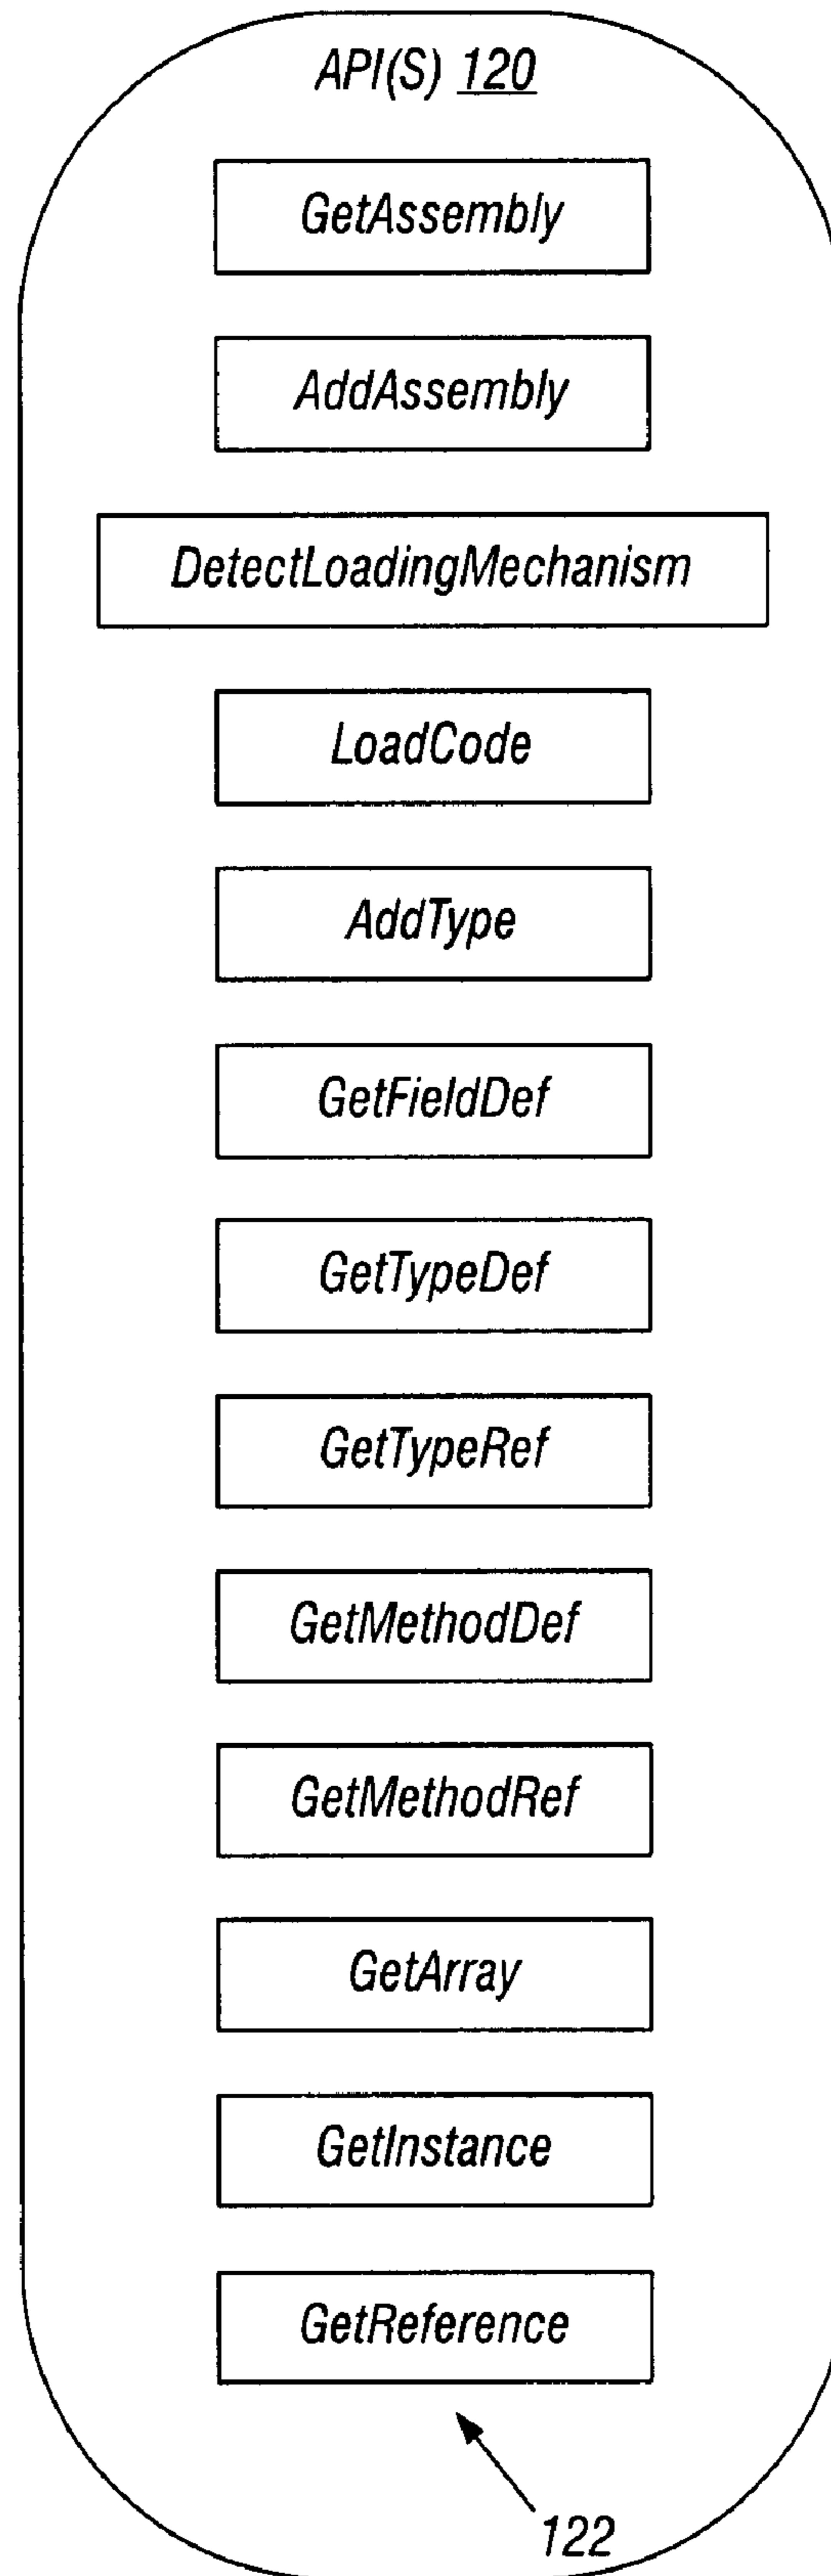 API(S) 120
GetAssembly
AddAssembly
DetectLoadingMechanism
LoadCode
AddType
GetFieldDef
GetTypeDef
GetTypeRef
GetMethodDef
GetMethodRef
GetArray
GetInstance
GetReference
122